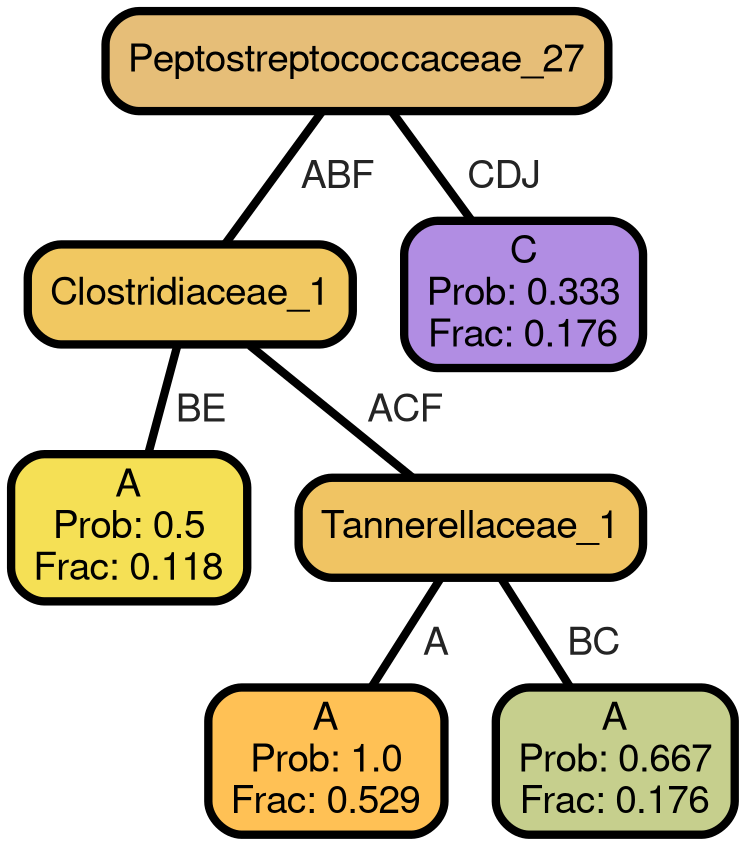 Peptostreptococcaceae_27
ABF
CDJ
C
Prob: 0.333
Frac: 0.176
Clostridiaceae_1
BE
ACF
A
Prob: 0.5
Frac: 0.118
Tannerellaceae_1
A
BC
A
Prob: 1.0
Frac: 0.529
A
Prob: 0.667
Frac: 0.176